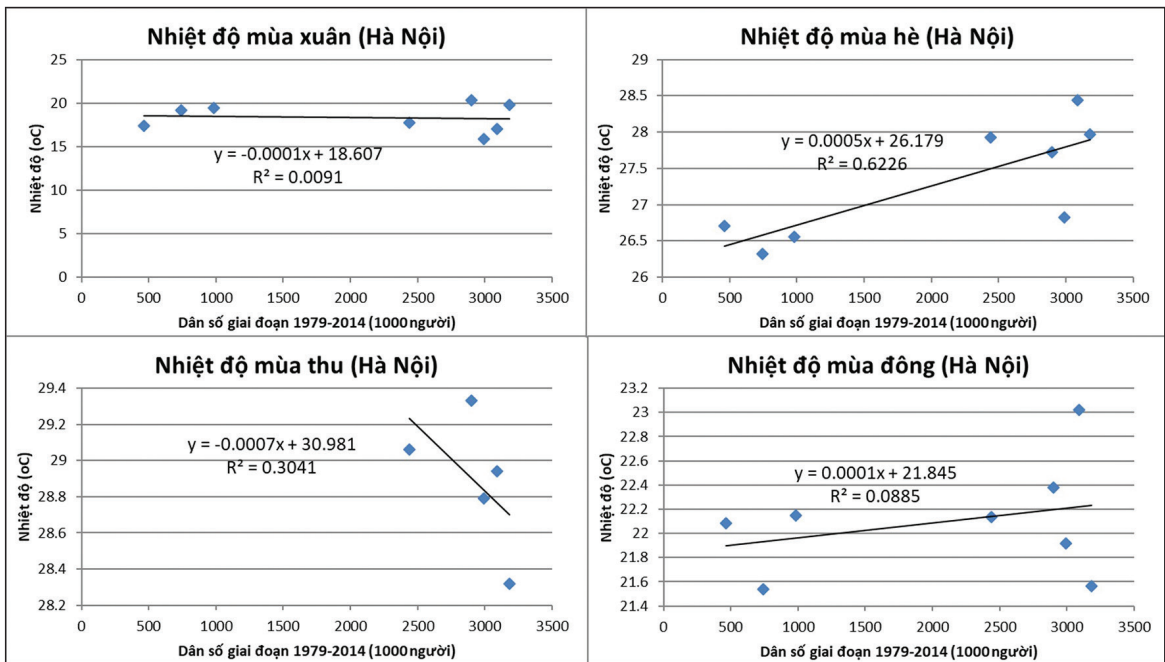 Nhiệt độ mùa xuân (Hà Nội)
Nhiệt độ (oC)
25
20
15
10
5
0
y = -0.0001x + 18.607
R² = 0.0091
0 500 1000 1500 2000 2500 3000 3500
Dân số giai đoạn 1979-2014 (1000 người)
Nhiệt độ mùa hè (Hà Nội)
Nhiệt độ (oC)
29
28.5
28
27.5
27
26.5
26
y = 0.0005x + 26.179
R² = 0.6226
0 500 1000 1500 2000 2500 3000 3500
Dân số giai đoạn 1979-2014 (1000 người)
Nhiệt độ mùa thu (Hà Nội)
Nhiệt độ (oC)
29.4
29.2
29
28.8
28.6
28.4
28.2
y = -0.0007x + 30.981
R² = 0.3041
0 500 1000 1500 2000 2500 3000 3500
Dân số giai đoạn 1979-2014 (1000 người)
Nhiệt độ mùa đông (Hà Nội)
Nhiệt độ (oC)
23.2
23
22.8
22.6
22.4
22.2
22
21.8
21.6
21.4
y = 0.0001x + 21.845
R² = 0.0885
0 500 1000 1500 2000 2500 3000 3500
Dân số giai đoạn 1979-2014 (1000 người)